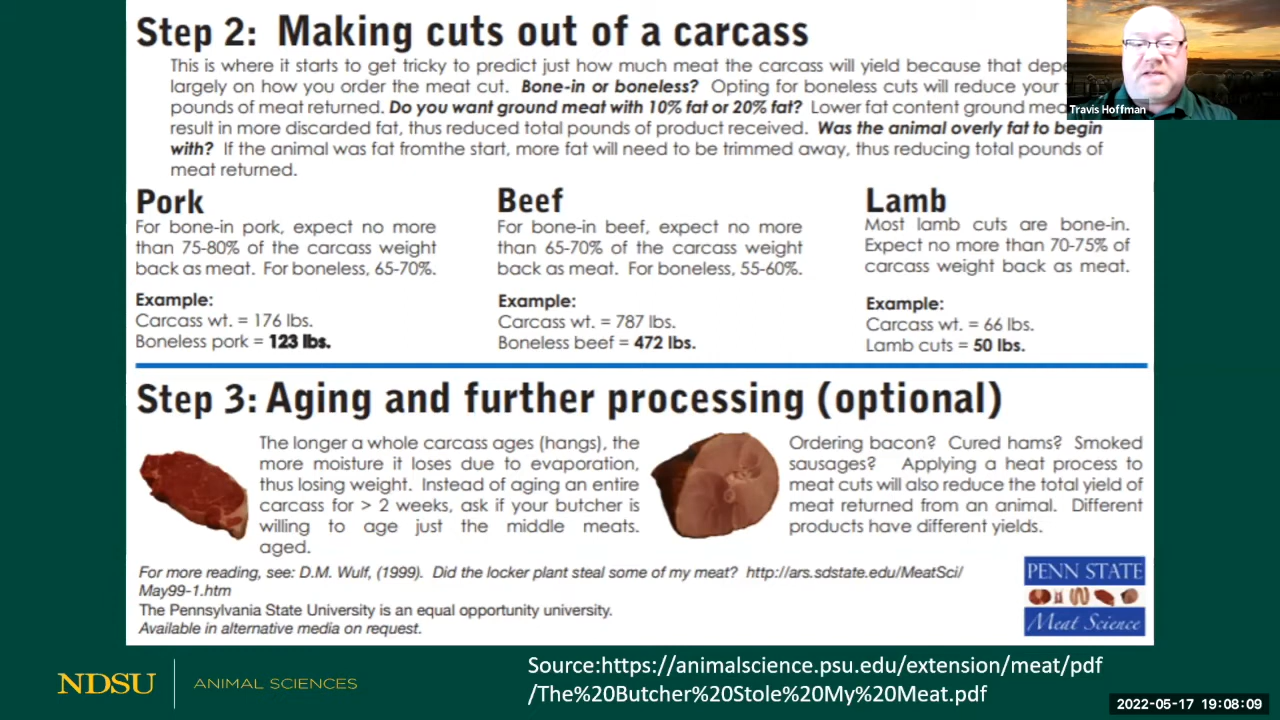 Step 2: Making cuts out of a carcass
This is where it starts to get tricky to predict just how much meat the carcass will yield because that
largely on how you order the meat cut. Bone-in or boneless? Opting for boneless cuts will reduce your
pounds of meat returned. Do you want ground meat with 10% fat or 20% fat? Lower fat content ground
result in more discarded fat, thus reduced total pounds of product received. Was the animal overly fat to begin
with? If the animal was fat fromthe start, more fat will need to be trimmed away, thus reducing total pounds of
meat returned.
Travis Hoffman
Pork
For bone-in pork, expect no more
than 75-80% of the carcass weight
back as meat. For boneless, 65-70%.
Example:
Carcass wt. = 176 lbs.
Boneless pork = 123 lbs.
Beef
For bone-in beef, expect no more
than 65-70% of the carcass weight
back as meat. For boneless, 55-60%.
Example:
Carcass wt. = 787 lbs.
Boneless beef = 472 lbs.
Lamb
Most lamb cuts are bone-in.
Expect no more than 70-75% of
carcass weight back as meat.
Example:
Carcass wt. = 66 lbs.
Lamb cuts = 50 lbs.
Step 3: Aging and further processing (optional)
The longer a whole carcass ages (hangs), the
more moisture it loses due to evaporation,
thus losing weight. Instead of aging an entire
carcass for > 2 weeks, ask if your butcher is
willing to age just the middle meats.
aged.
Ordering bacon? Cured hams? Smoked
sausages? Applying a heat process to
meat cuts will also reduce the total yield of
meat returned from an animal. Different
products have different yields.
For more reading, see: D.M. Wulf, (1999). Did the locker plant steal some of my meat? http://ars.sdstate.edu/MeatSci/
May99-1.htm
The Pennsylvania State University is an equal opportunity university.
Available in alternative media on request.
PENN STATE
Meat Science
NDSU
ANIMAL SCIENCES
Source:https://animalscience.psu.edu/extension/meat/pdf
/The%20Butcher%20Stole%20My%20Meat.pdf
2022-05-17 19:08:09